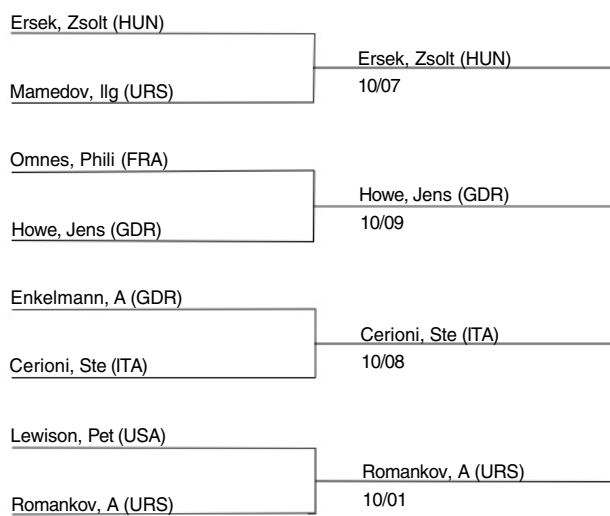 Ersek, Zsolt (HUN)
Ersek, Zsolt (HUN)
10/07
Mamedov, Ilg (URS)
Omnes, Phili (FRA)
Howe, Jens (GDR)
10/09
Howe, Jens (GDR)
Enkelmann, A (GDR)
Cerioni, Ste (ITA)
10/08
Cerioni, Ste (ITA)
Lewison, Pet (USA)
Romankov, A (URS)
10/01
Romankov, A (URS)